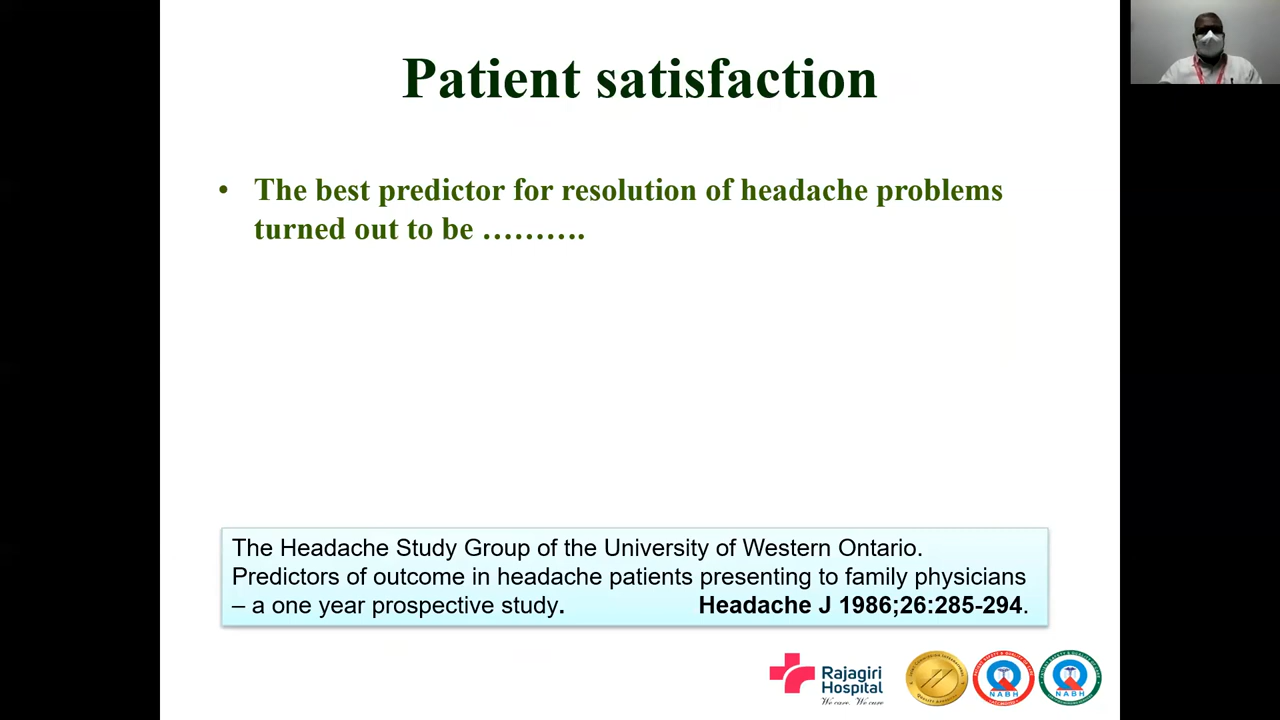 Patient satisfaction
• The best predictor for resolution of headache problems
turned out to be ……….
The Headache Study Group of the University of Western Ontario.
Predictors of outcome in headache patients presenting to family physicians
– a one year prospective study. Headache J 1986;26:285-294.
Rajagiri
Hospital
We care. We cure
NABH
NABH